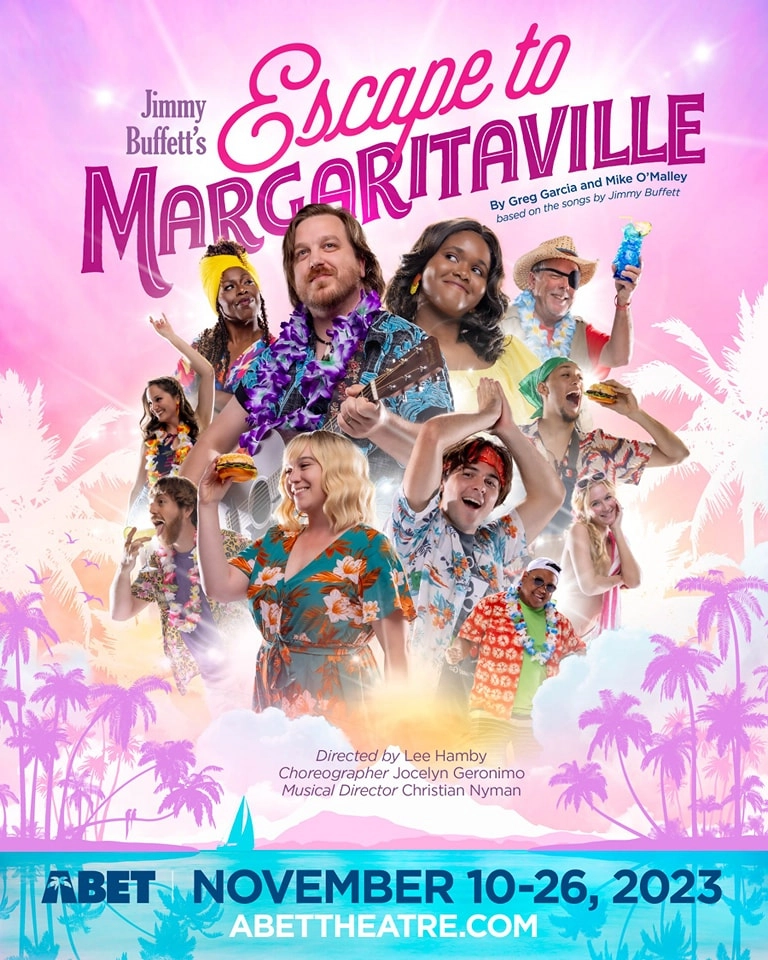 Jimmy
Buffett's
Escape to
MARGARITAVILLE
By Greg Garcia and Mike O'Malley
based on the songs by Jimmy Buffett
Directed by Lee Hamby
Choreographer Jocelyn Geronimo
Musical Director Christian Nyman
ABET | NOVEMBER 10-26, 2023
ABETTHEATRE.COM